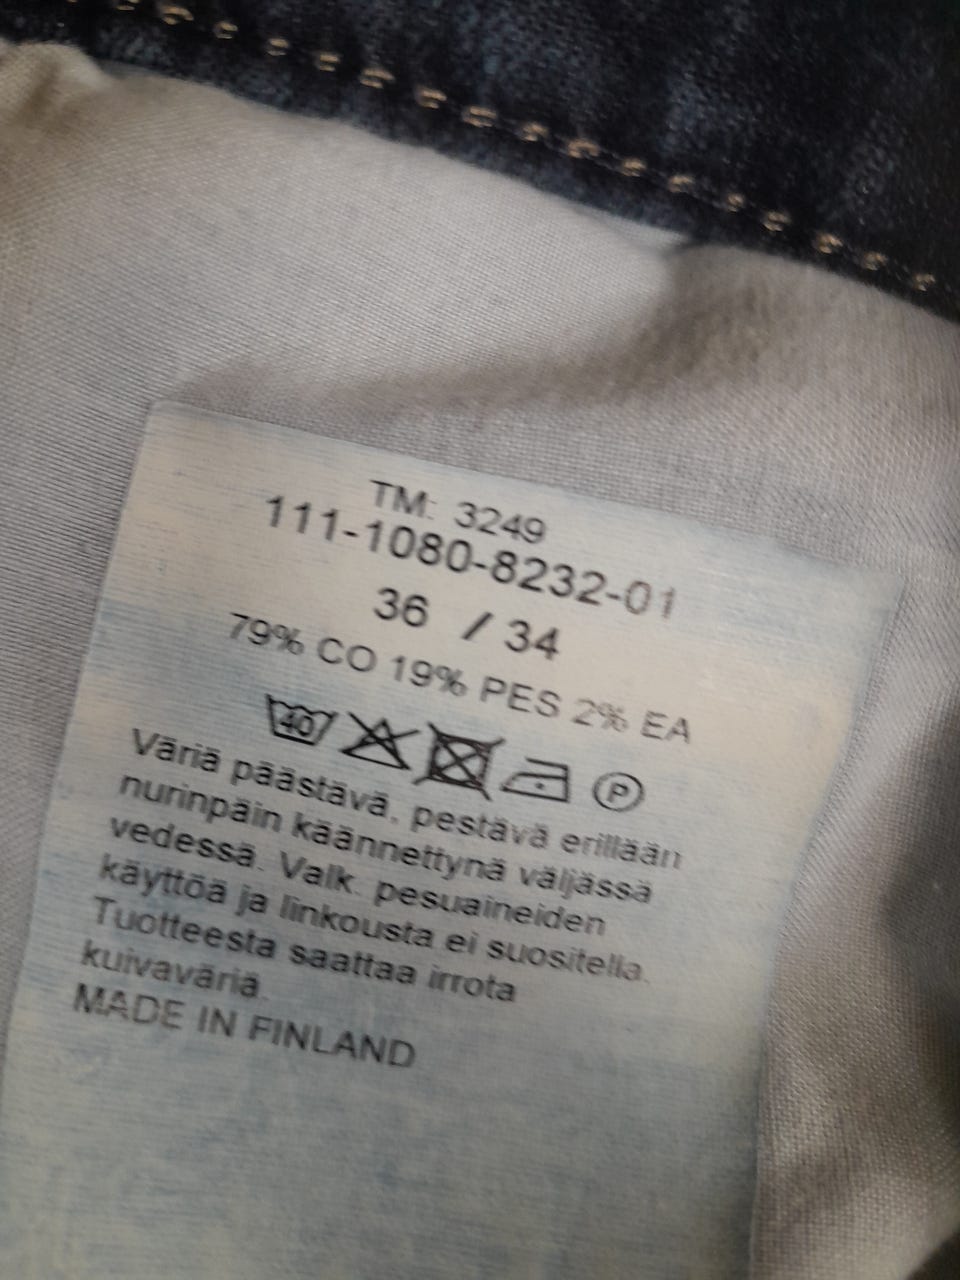 TM: 3249
111-1080-8232-01
36 / 34
79% CO 19% PES 2% EA
40 P
Väriä päästävä, pestävä erillään
nurinpäin käännettynä väljässä
vedessä. Valk. pesuaineiden
käyttöä ja linkousta ei suositella.
Tuotteesta saattaa irrota
kuivaväriä.
MADE IN FINLAND